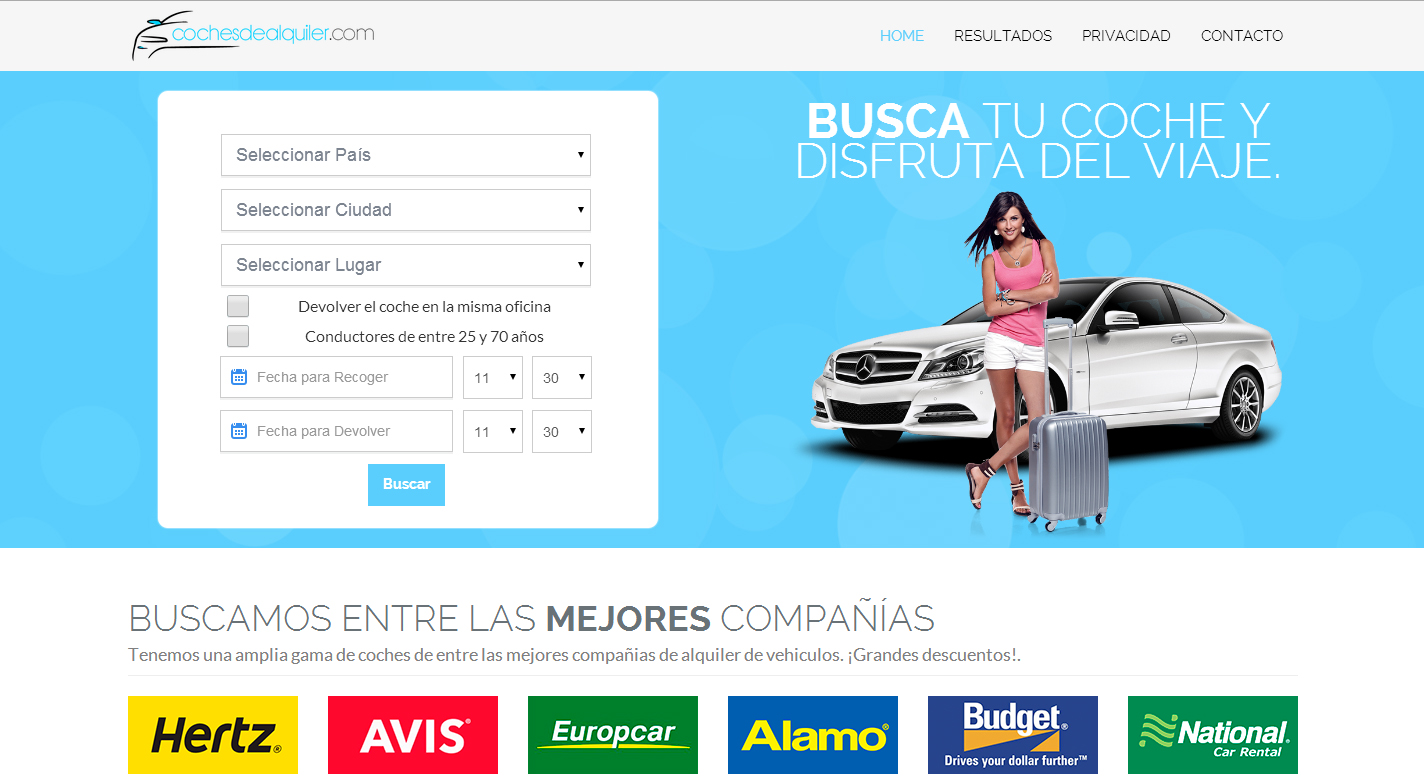 cochesdealquiler.com
HOME RESULTADOS PRIVACIDAD CONTACTO
Seleccionar País
Seleccionar Ciudad
Seleccionar Lugar
Devolver el coche en la misma oficina
Conductores de entre 25 y 70 años
Fecha para Recoger 11 30
Fecha para Devolver 11 30
Buscar
BUSCA TU COCHE Y
DISFRUTA DEL VIAJE.
BUSCAMOS ENTRE LAS MEJORES COMPAÑÍAS
Tenemos una amplia gama de coches de entre las mejores compañias de alquiler de vehiculos. ¡Grandes descuentos!.
Hertz®
AVIS®
Europcar
Alamo®
Budget®
Drives your dollar further™
National®
Car Rental